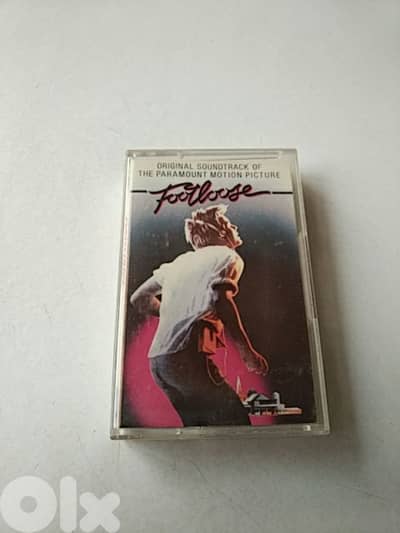 ORIGINAL SOUNDTRACK OF
THE PARAMOUNT MOTION PICTURE
Footloose
OLX